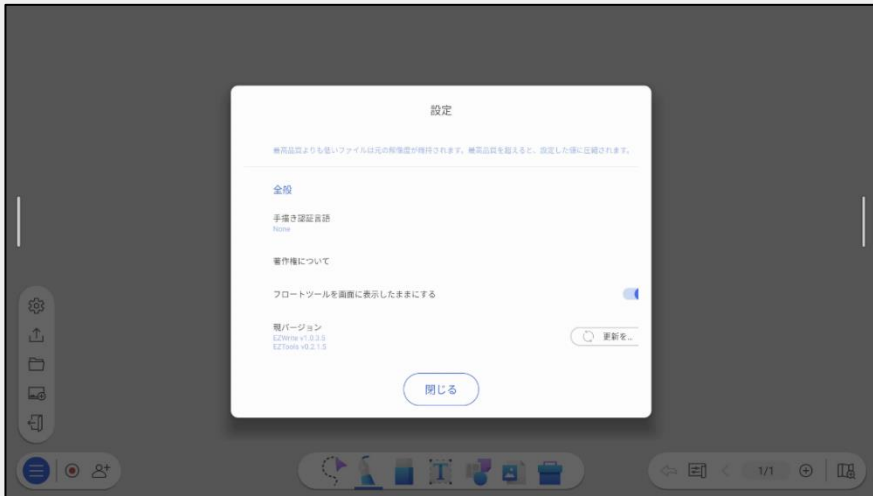 設定
最高品質よりも低いファイルは元の解像度が維持されます。最高品質を超えると、設定した値に圧縮されます。
全般
手描き認証言語
None
著作権について
フロートツールを画面に表示したままにする
現バージョン
EZWrite v1.0.3.5
EZTools v0.2.1.5
更新を...
閉じる
T
1/1